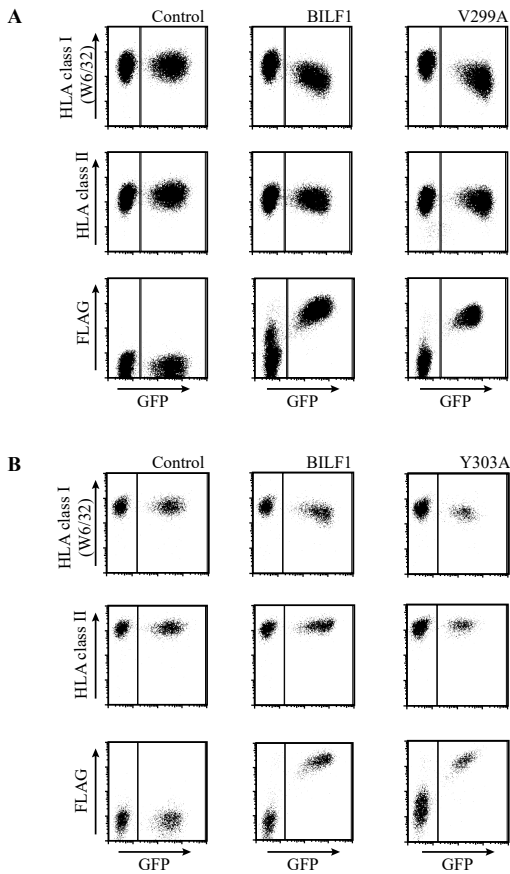 A
Control BILF1 V299A
HLA class I
(W6/32)
HLA class II
FLAG
GFP GFP GFP
B
Control BILF1 Y303A
HLA class I
(W6/32)
HLA class II
FLAG
GFP GFP GFP